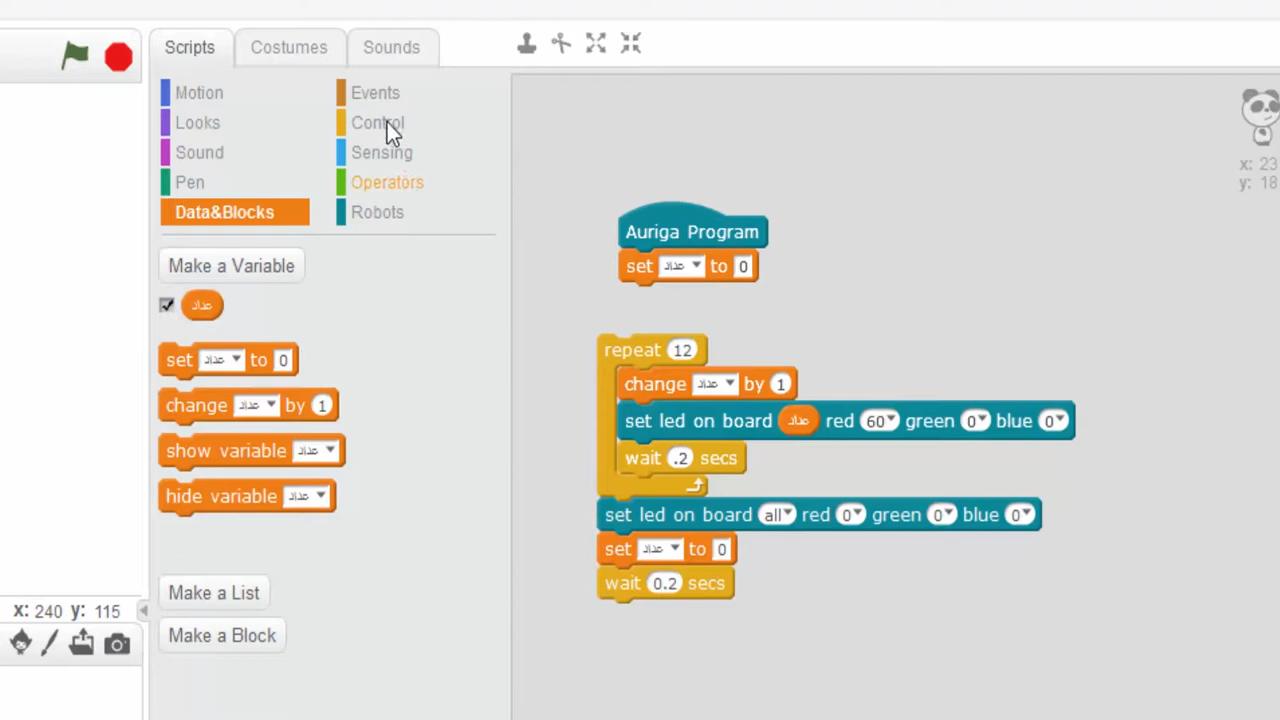 Scripts Costumes Sounds
Motion Events
Looks Control
Sound Sensing
Pen Operators
Data&Blocks Robots
Make a Variable
عداد
set عداد to 0
change عداد by 1
show variable عداد
hide variable عداد
Make a List
Make a Block
x: 240 y: 115
Auriga Program
set عداد to 0
repeat 12
change عداد by 1
set led on board عداد red 60 green 0 blue 0
wait .2 secs
set led on board all red 0 green 0 blue 0
set عداد to 0
wait 0.2 secs
x: 23
y: 18